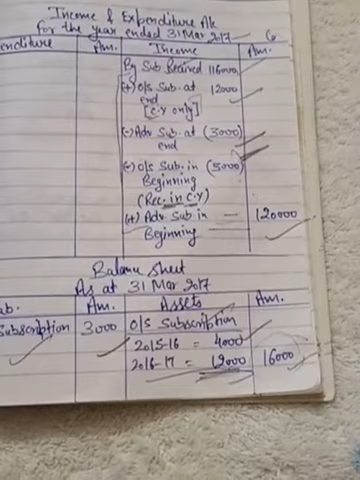 Income & Expenditure A/c
for the year ended 31 Mar 2017
enditure Am. Income Am.
By Sub Received 116000
(+) O/s Sub. at 12000
end
[C.Y only]
(-) Adv Sub. at (3000)
end
(-) O/s Sub. in (5000)
Beginning
(Rec. in C.Y)
(+) Adv. Sub in — 120000
Beginning
Balance Sheet
As at 31 Mar 2017
ab. Am. Assets Am.
Subscription 3000 O/s Subscription
2015-16 = 4000
2016-17 = 12000 16000